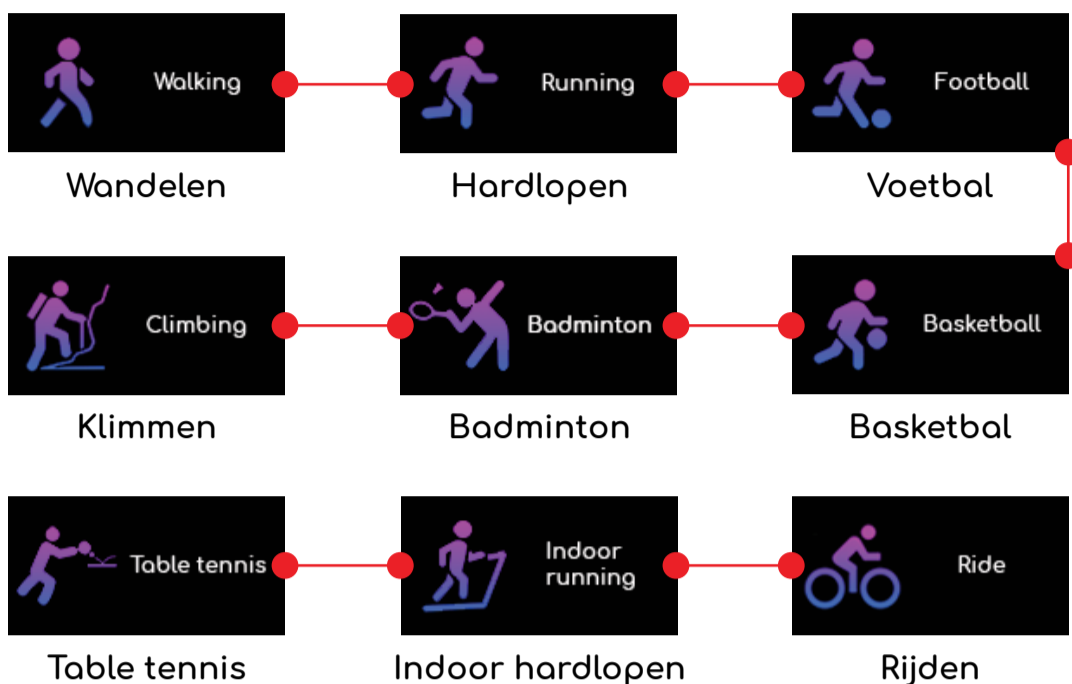 Walking
Running
Football
Wandelen
Hardlopen
Voetbal
Climbing
Badminton
Basketball
Klimmen
Badminton
Basketbal
Table tennis
Indoor
running
Ride
Table tennis
Indoor hardlopen
Rijden